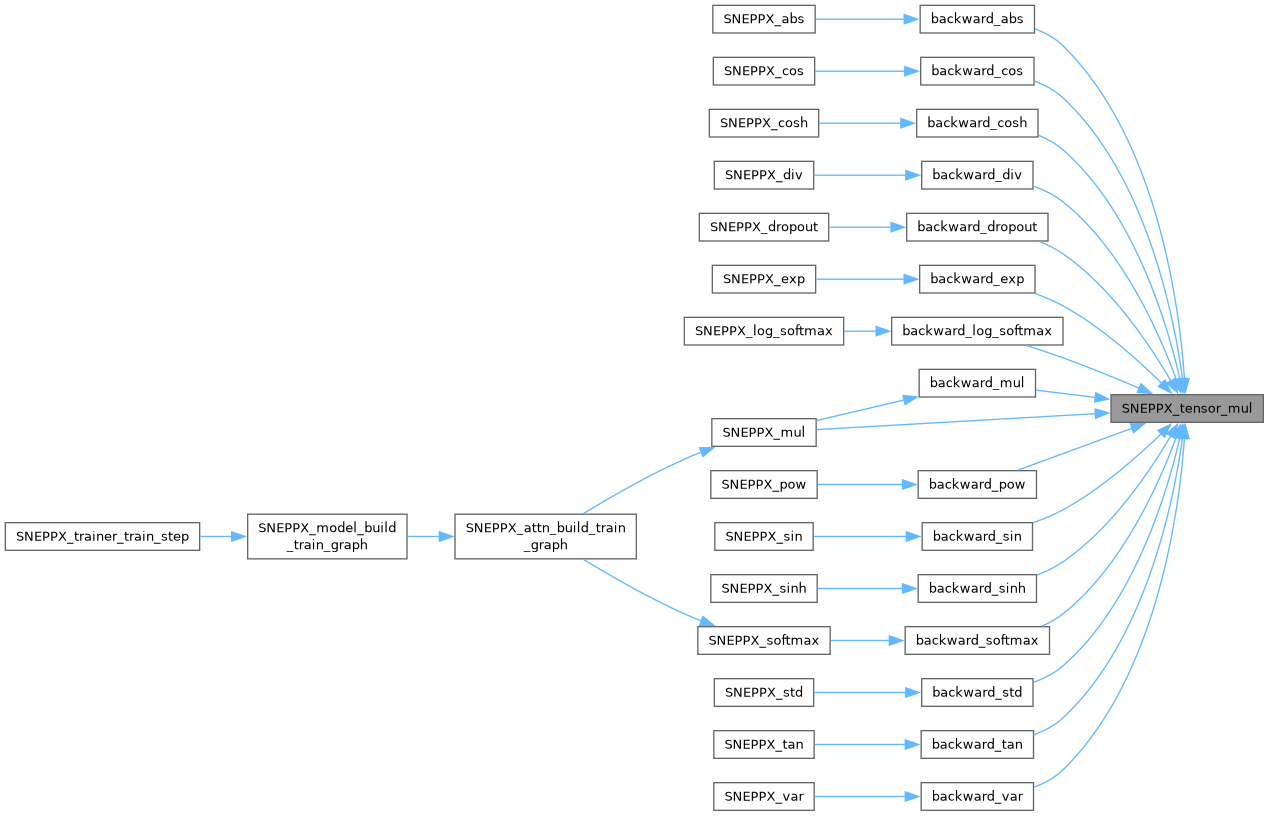 SNEPPX_abs
backward_abs
SNEPPX_cos
backward_cos
SNEPPX_cosh
backward_cosh
SNEPPX_div
backward_div
SNEPPX_dropout
backward_dropout
SNEPPX_exp
backward_exp
SNEPPX_log_softmax
backward_log_softmax
backward_mul
SNEPPX_tensor_mul
SNEPPX_mul
SNEPPX_pow
backward_pow
SNEPPX_trainer_train_step
SNEPPX_model_build
_train_graph
SNEPPX_attn_build_train
_graph
SNEPPX_sin
backward_sin
SNEPPX_sinh
backward_sinh
SNEPPX_softmax
backward_softmax
SNEPPX_std
backward_std
SNEPPX_tan
backward_tan
SNEPPX_var
backward_var